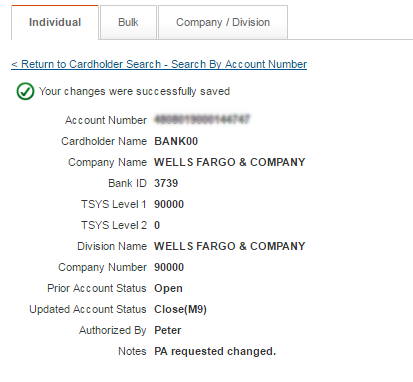 Individual Bulk Company / Division
< Return to Cardholder Search - Search By Account Number
Your changes were successfully saved
Account Number
Cardholder Name BANK00
Company Name WELLS FARGO & COMPANY
Bank ID 3739
TSYS Level 1 90000
TSYS Level 2 0
Division Name WELLS FARGO & COMPANY
Company Number 90000
Prior Account Status Open
Updated Account Status Close(M9)
Authorized By Peter
Notes PA requested changed.